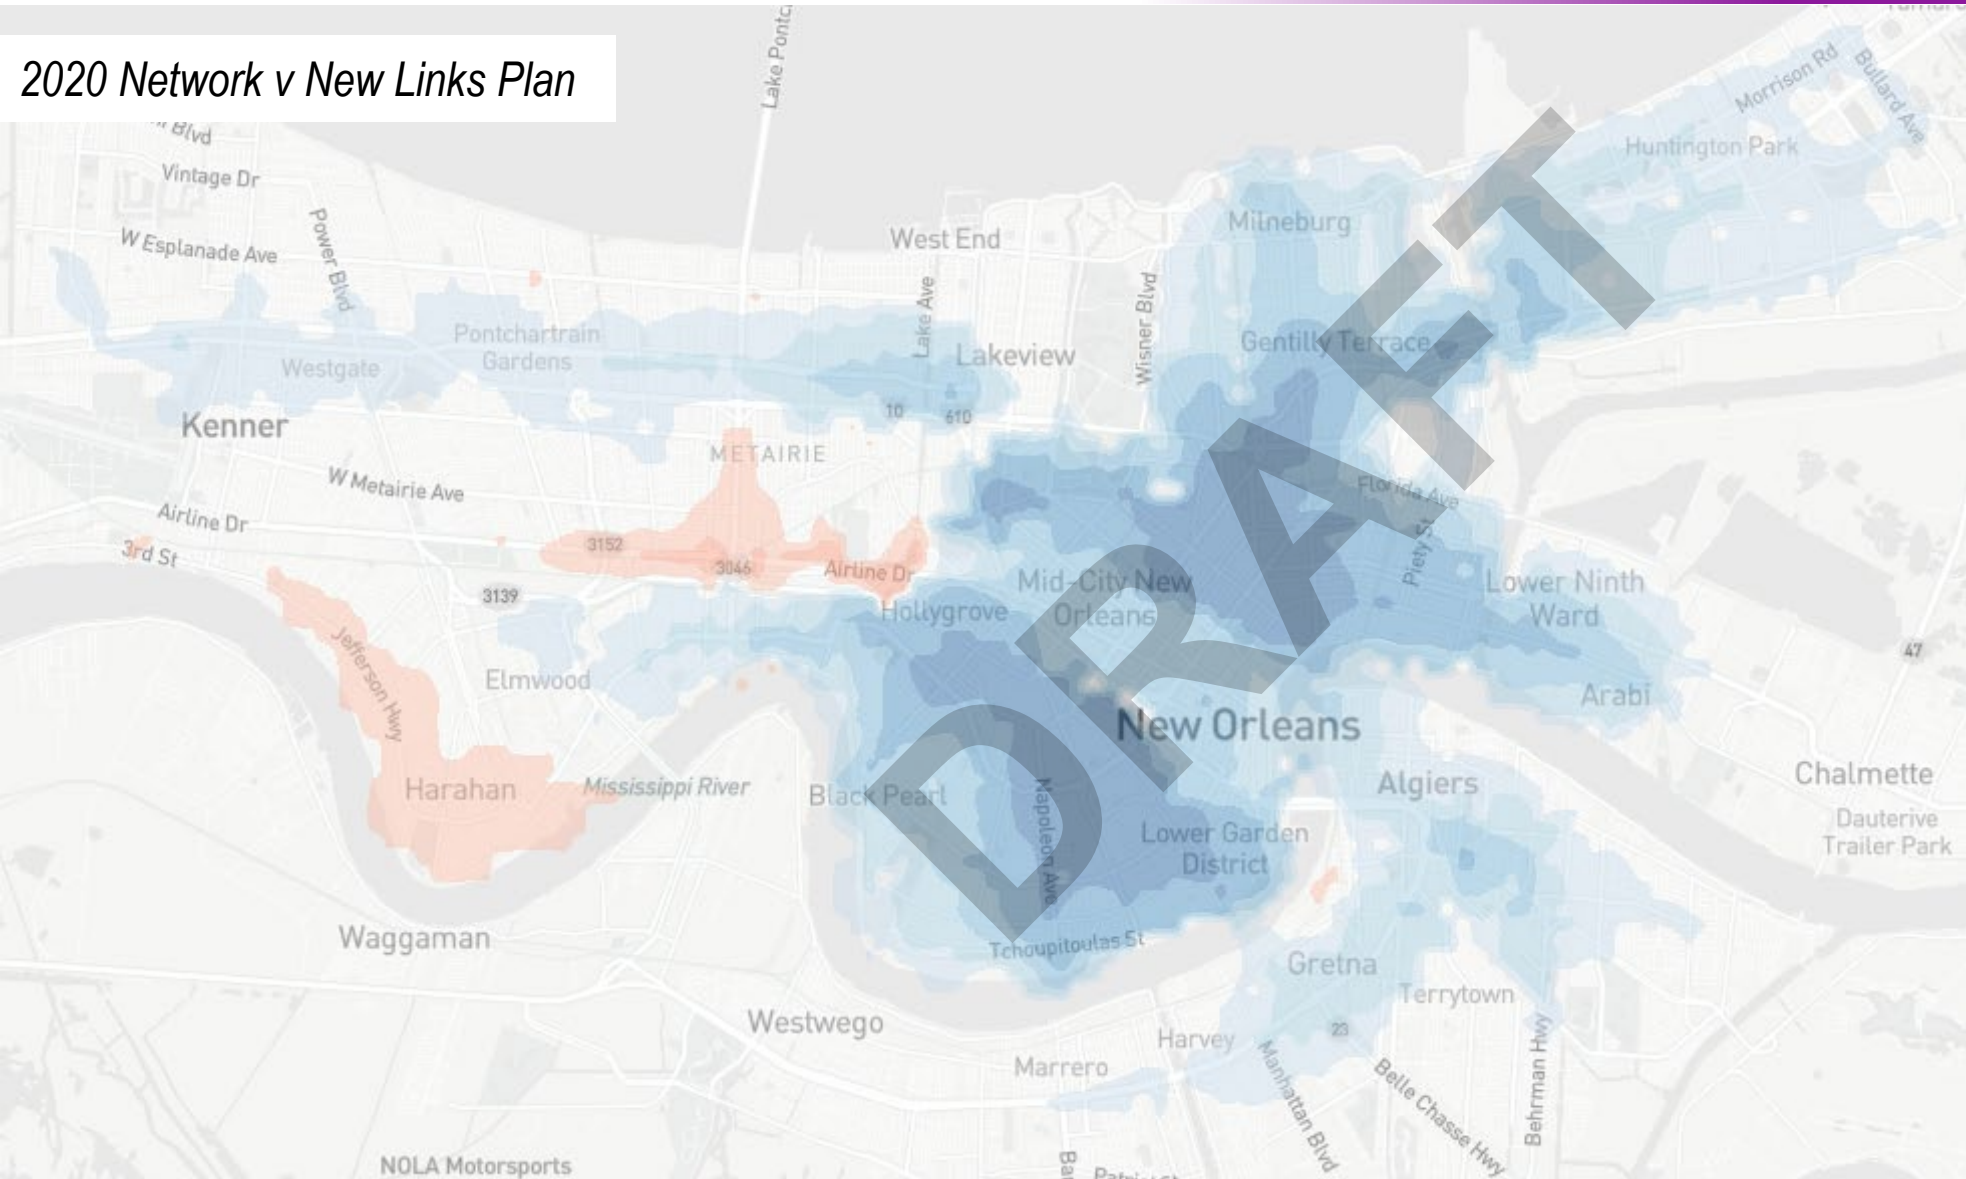 2020 Network v New Links Plan
Blvd
Vintage Dr
W Esplanade Ave
Power Blvd
West End
Milneburg
Morrison Rd
Bullard Ave
Huntington Park
Lake Ave
Wisner Blvd
Pontchartrain
Gardens
Westgate
Lakeview
Gentilly Terrace
Kenner
10
610
METAIRIE
W Metairie Ave
Airline Dr
3rd St
3152
3046
Airline Dr
3139
Florida Ave
Piety St
Mid-City New
Orleans
Hollygrove
Lower Ninth
Ward
47
Jefferson Hwy
Elmwood
Arabi
New Orleans
Harahan
Mississippi River
Black Pearl
Napoleon Ave
Algiers
Chalmette
Dauterive
Trailer Park
Lower Garden
District
Waggaman
Tchoupitoulas St
Gretna
Terrytown
Westwego
Harvey
23
Marrero
Manhattan Blvd
Belle Chasse Hwy
Behrman Hwy
NOLA Motorsports
DRAFT